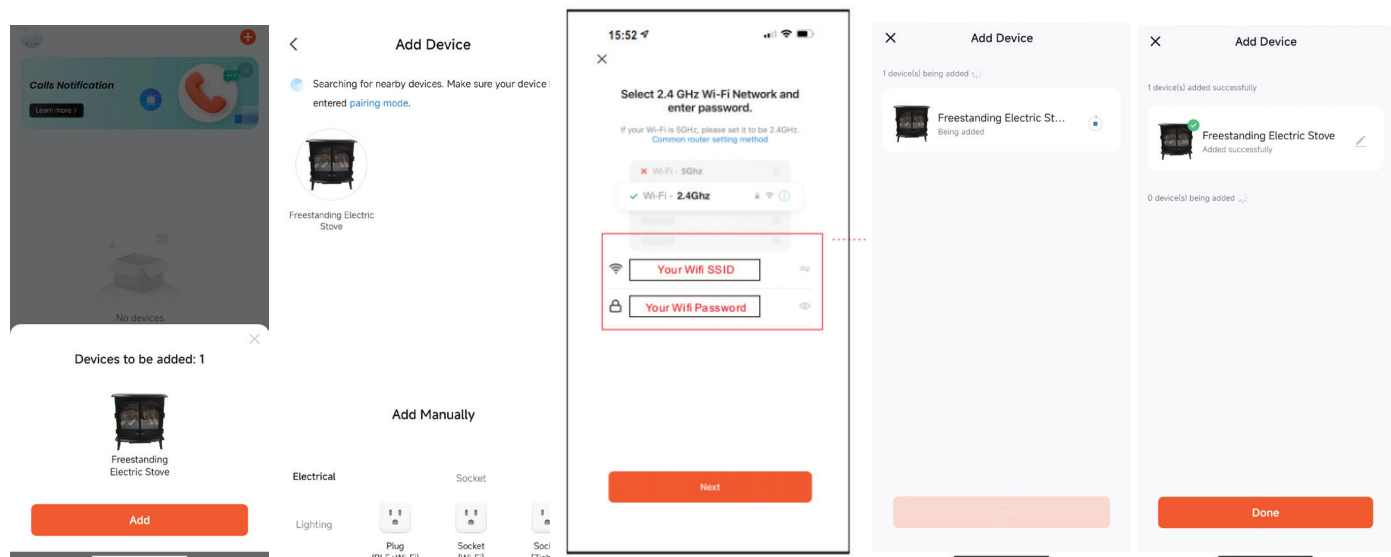 Calls Notification
Learn more >
No devices
Devices to be added: 1
Freestanding
Electric Stove
Add
Add Device
Searching for nearby devices. Make sure your device
entered pairing mode.
Freestanding Electric
Stove
Add Manually
Electrical
Socket
Lighting
Plug
Socket
(Wi-Fi)
15:52
Select 2.4 GHz Wi-Fi Network and
enter password.
If your Wi-Fi is 5GHz, please set it to be 2.4GHz.
Common router setting method
Wi-Fi - 5Ghz
Wi-Fi - 2.4Ghz
Your Wifi SSID
Your Wifi Password
Next
Add Device
1 device(s) being added
Freestanding Electric St...
Being added
Done
Add Device
1 device(s) added successfully
Freestanding Electric Stove
Added successfully
0 device(s) being added
Done